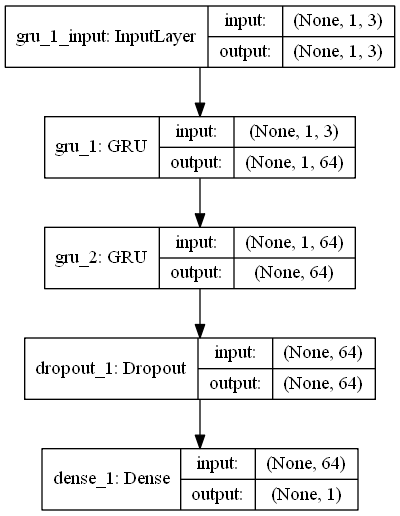 gru_1_input: InputLayer
input: (None, 1, 3)
output: (None, 1, 3)
gru_1: GRU
input: (None, 1, 3)
output: (None, 1, 64)
gru_2: GRU
input: (None, 1, 64)
output: (None, 64)
dropout_1: Dropout
input: (None, 64)
output: (None, 64)
dense_1: Dense
input: (None, 64)
output: (None, 1)